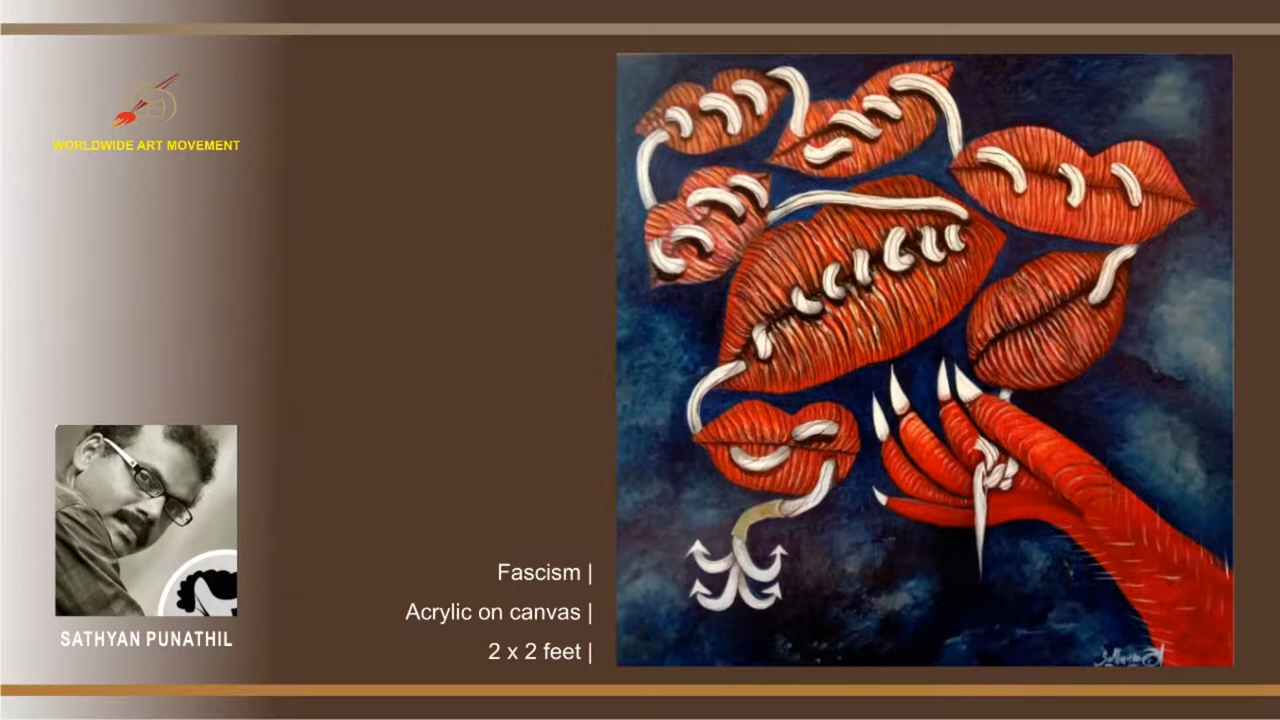 WORLDWIDE ART MOVEMENT
SATHYAN PUNATHIL
Fascism |
Acrylic on canvas |
2 x 2 feet |